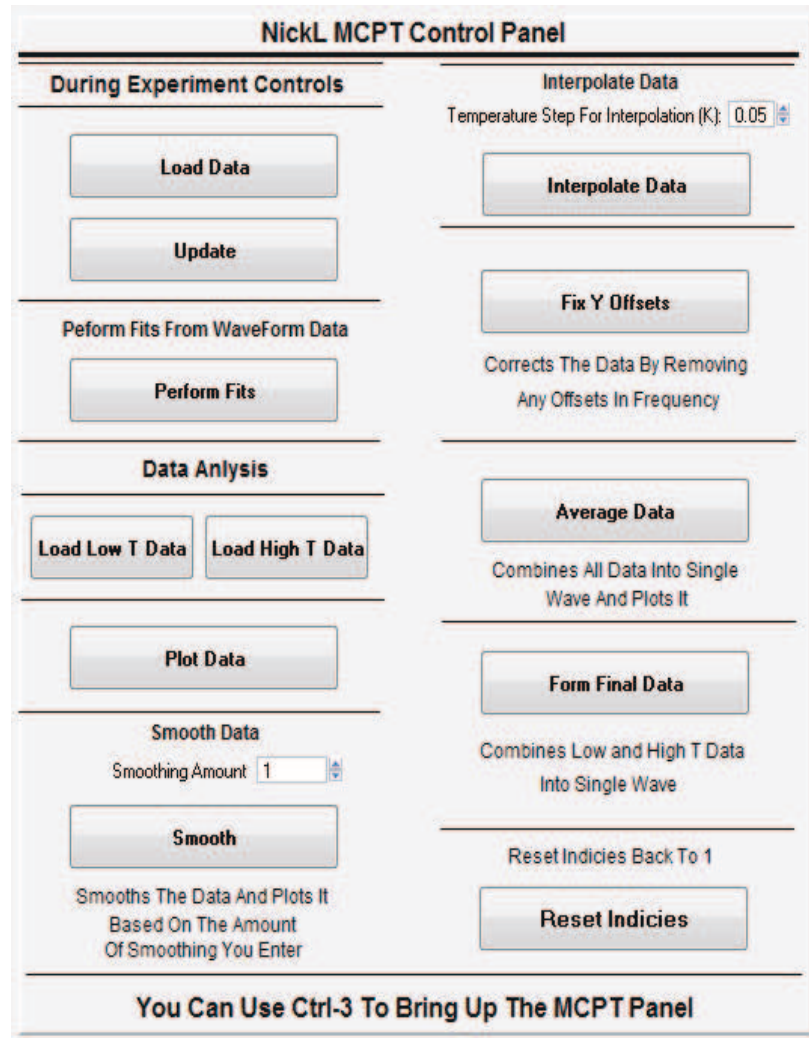 NickL MCPT Control Panel
During Experiment Controls
Load Data
Update
Peform Fits From WaveForm Data
Perform Fits
Data Anlysis
Load Low T Data
Load High T Data
Plot Data
Smooth Data
Smoothing Amount 1
Smooth
Smooths The Data And Plots It
Based On The Amount
Of Smoothing You Enter
Interpolate Data
Temperature Step For Interpolation (K): 0.05
Interpolate Data
Fix Y Offsets
Corrects The Data By Removing
Any Offsets In Frequency
Average Data
Combines All Data Into Single
Wave And Plots It
Form Final Data
Combines Low and High T Data
Into Single Wave
Reset Indicies Back To 1
Reset Indicies
You Can Use Ctrl-3 To Bring Up The MCPT Panel